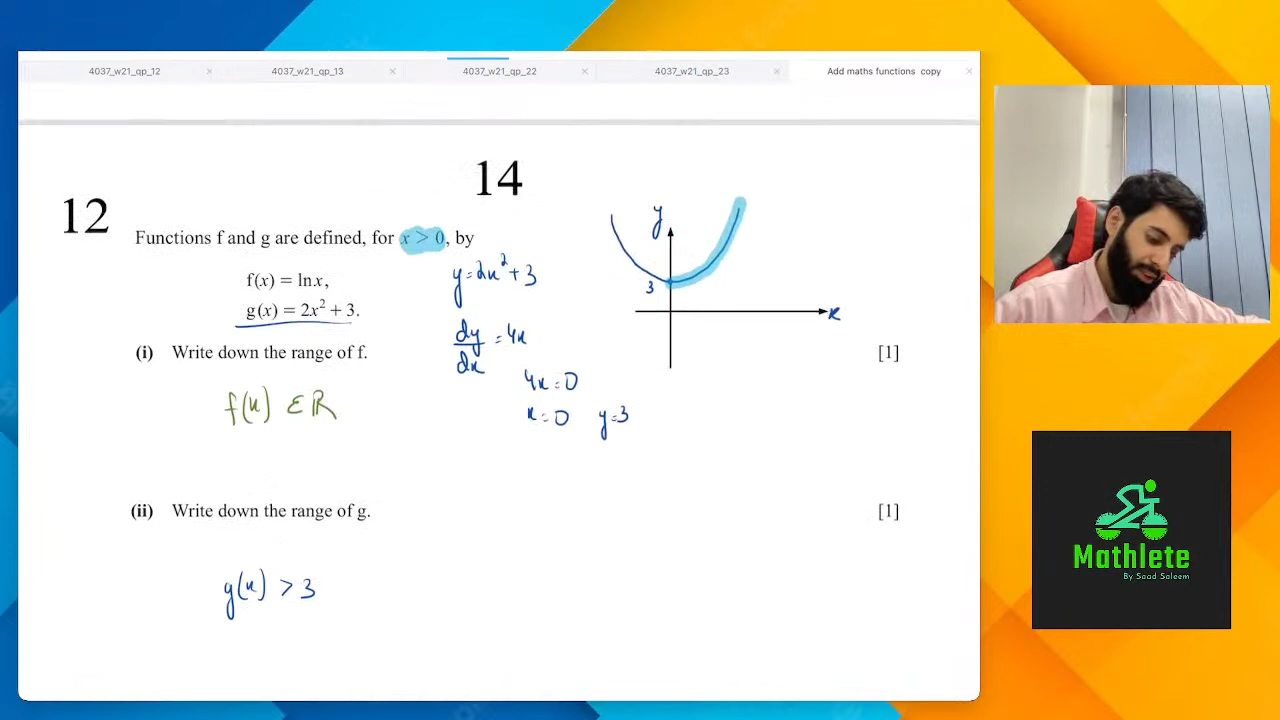 4037_w21_qp_12 × 4037_w21_qp_13 × 4037_w21_qp_22 × 4037_w21_qp_23 × Add maths functions copy ×
14
12
Functions f and g are defined, for x > 0, by
f(x) = ln x,
g(x) = 2x² + 3.
y = 2x² + 3
dy/dx = 4x
4x = 0
x = 0 y = 3
y
3
x
(i) Write down the range of f. [1]
f(x) ∈ ℝ
(ii) Write down the range of g. [1]
g(x) > 3
Mathlete
By Saad Saleem